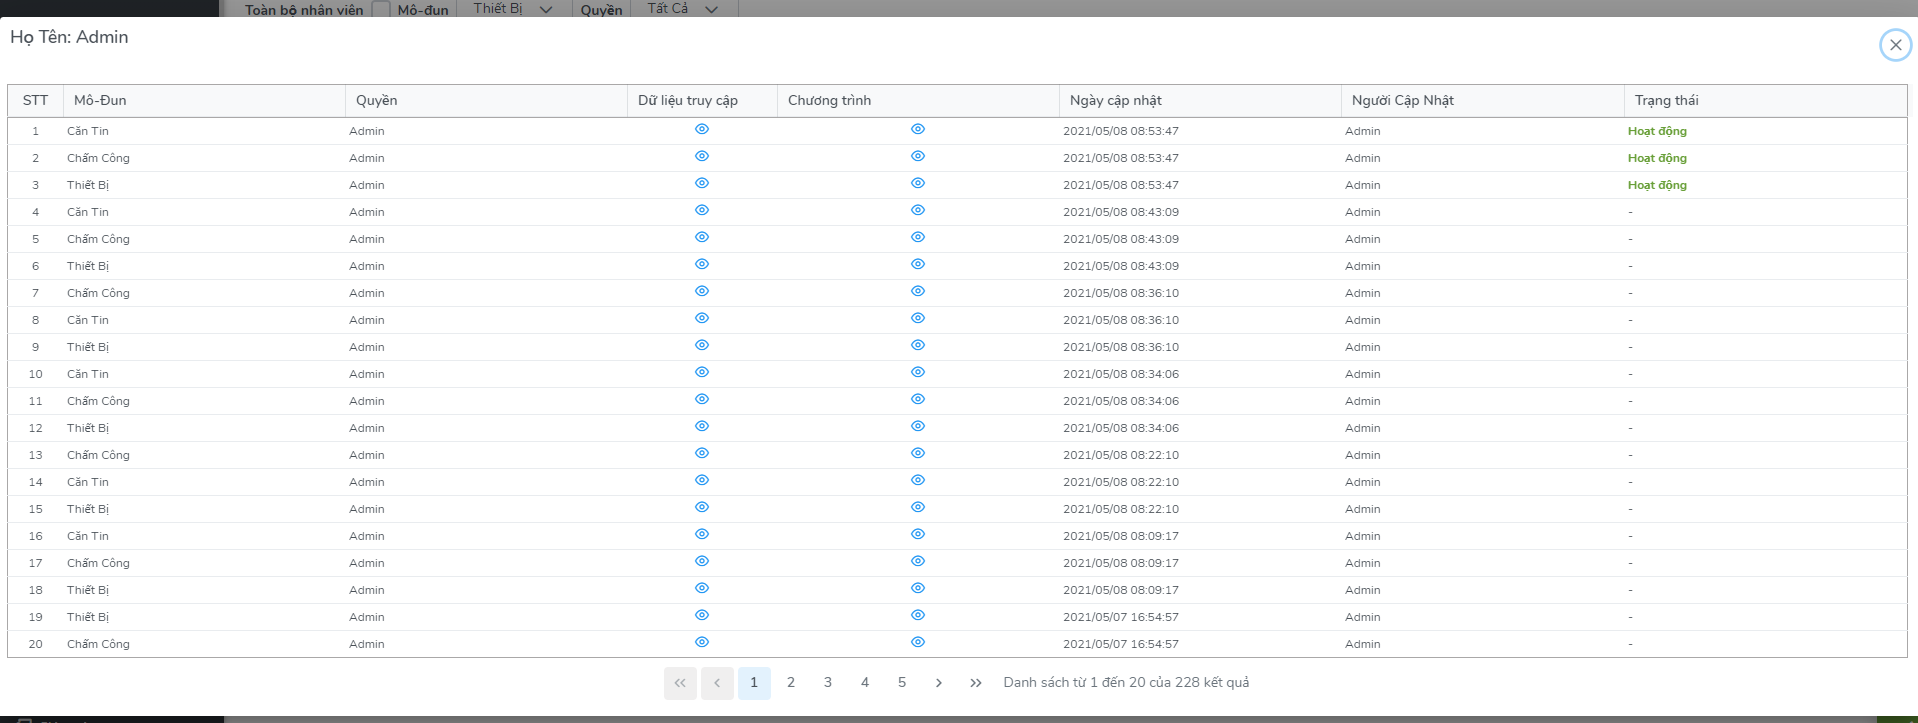 Toàn bộ nhân viên Mô-đun Thiết Bị Quyền Tất Cả
Họ Tên: Admin
STT Mô-Đun Quyền Dữ liệu truy cập Chương trình Ngày cập nhật Người Cập Nhật Trạng thái
1 Căn Tin Admin 2021/05/08 08:53:47 Admin Hoạt động
2 Chấm Công Admin 2021/05/08 08:53:47 Admin Hoạt động
3 Thiết Bị Admin 2021/05/08 08:53:47 Admin Hoạt động
4 Căn Tin Admin 2021/05/08 08:43:09 Admin -
5 Chấm Công Admin 2021/05/08 08:43:09 Admin -
6 Thiết Bị Admin 2021/05/08 08:43:09 Admin -
7 Chấm Công Admin 2021/05/08 08:36:10 Admin -
8 Căn Tin Admin 2021/05/08 08:36:10 Admin -
9 Thiết Bị Admin 2021/05/08 08:36:10 Admin -
10 Căn Tin Admin 2021/05/08 08:34:06 Admin -
11 Chấm Công Admin 2021/05/08 08:34:06 Admin -
12 Thiết Bị Admin 2021/05/08 08:34:06 Admin -
13 Chấm Công Admin 2021/05/08 08:22:10 Admin -
14 Căn Tin Admin 2021/05/08 08:22:10 Admin -
15 Thiết Bị Admin 2021/05/08 08:22:10 Admin -
16 Căn Tin Admin 2021/05/08 08:09:17 Admin -
17 Chấm Công Admin 2021/05/08 08:09:17 Admin -
18 Thiết Bị Admin 2021/05/08 08:09:17 Admin -
19 Thiết Bị Admin 2021/05/07 16:54:57 Admin -
20 Chấm Công Admin 2021/05/07 16:54:57 Admin -
« ‹ 1 2 3 4 5 › » Danh sách từ 1 đến 20 của 228 kết quả